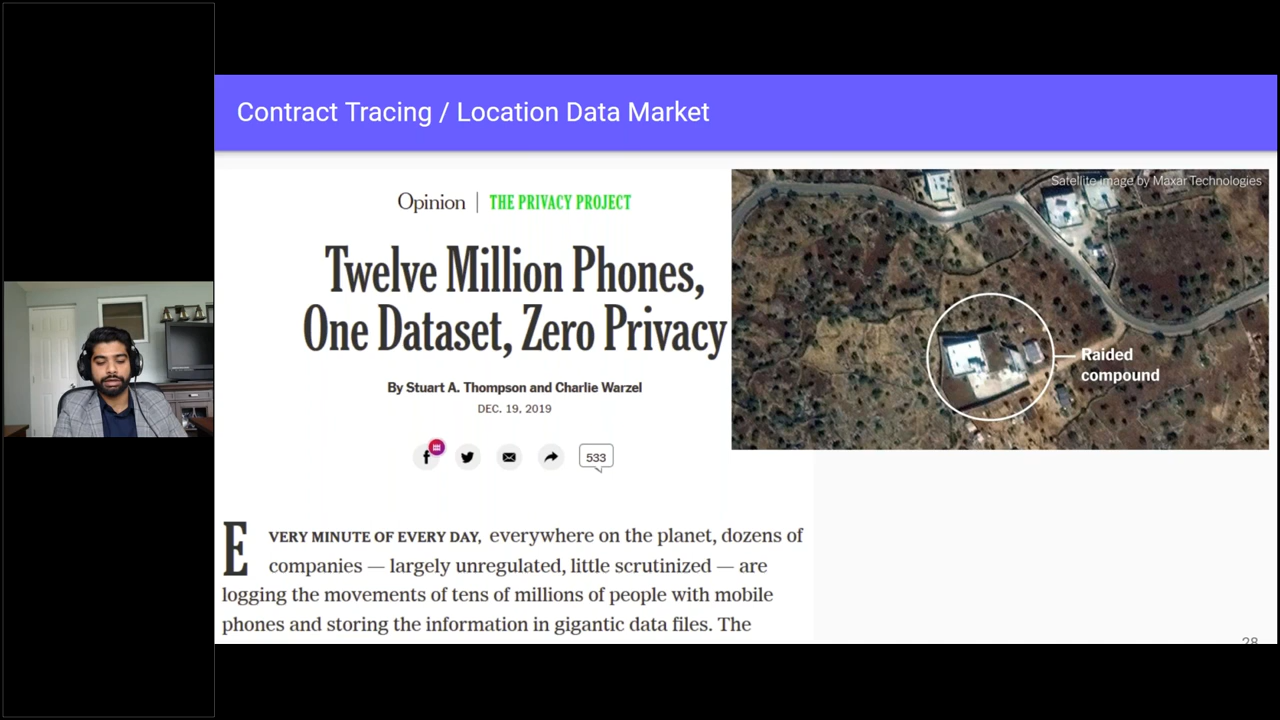 Contract Tracing / Location Data Market
Opinion | THE PRIVACY PROJECT
Twelve Million Phones,
One Dataset, Zero Privacy
By Stuart A. Thompson and Charlie Warzel
DEC. 19, 2019
533
EVERY MINUTE OF EVERY DAY, everywhere on the planet, dozens of
companies — largely unregulated, little scrutinized — are
logging the movements of tens of millions of people with mobile
phones and storing the information in gigantic data files. The
Satellite image by Maxar Technologies
Raided
compound
28